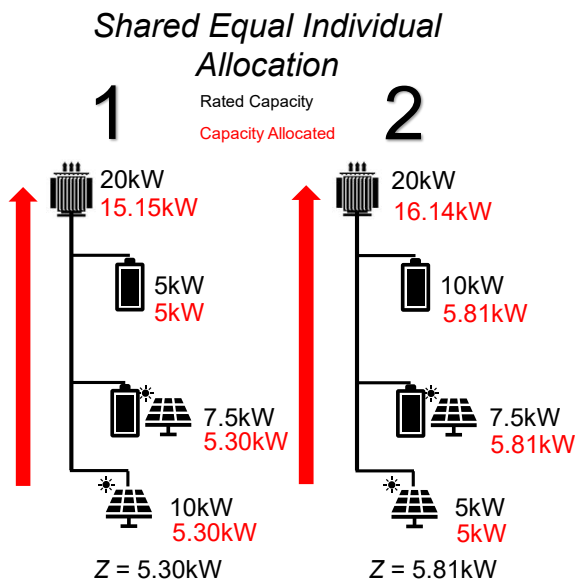 Shared Equal Individual
Allocation
1
Rated Capacity
Capacity Allocated
2
20kW
15.15kW
5kW
5kW
7.5kW
5.30kW
10kW
5.30kW
Z = 5.30kW
20kW
16.14kW
10kW
5.81kW
7.5kW
5.81kW
5kW
5kW
Z = 5.81kW